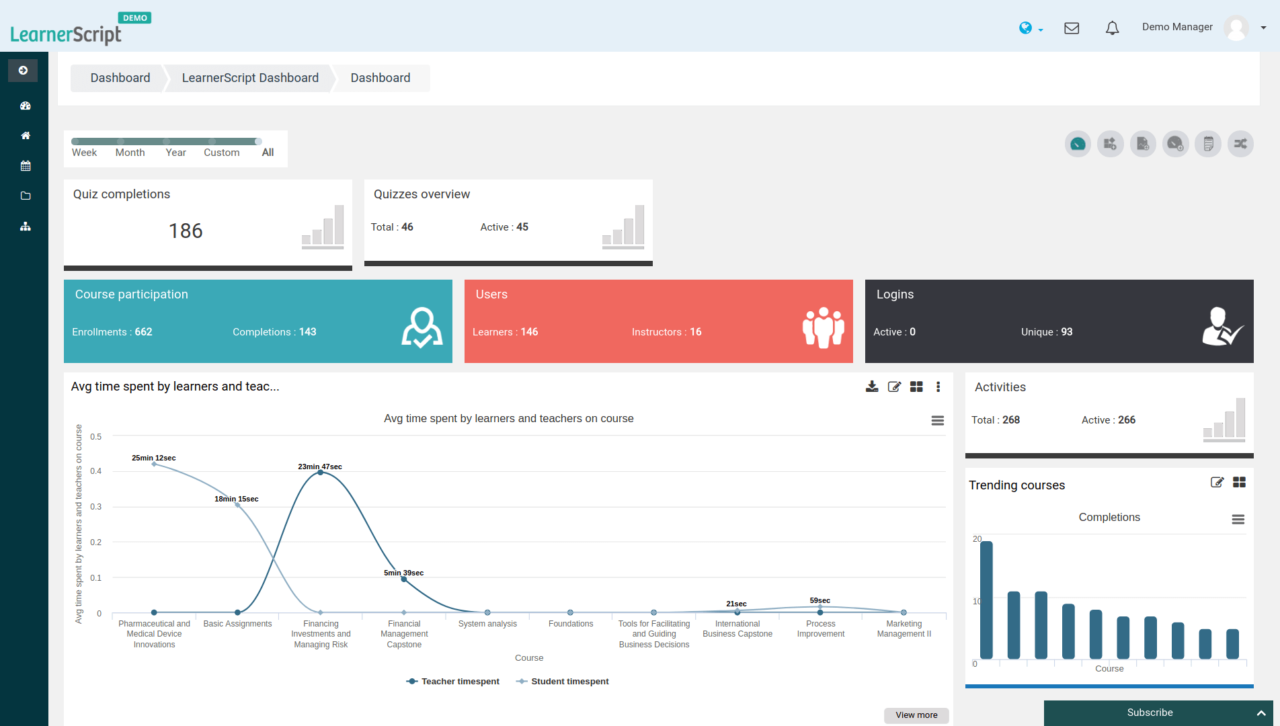 DEMO
LearnerScript
Demo Manager
Dashboard
LearnerScript Dashboard
Dashboard
Week
Month
Year
Custom
All
Quiz completions
186
Quizzes overview
Total : 46
Active : 45
Course participation
Enrollments : 662
Completions : 143
Users
Learners : 146
Instructors : 16
Logins
Active : 0
Unique : 93
Avg time spent by learners and teac...
Avg time spent by learners and teachers on course
Avg time spent by learners and teachers on course
0.5
0.4
0.3
0.2
0.1
0
25min 12sec
18min 15sec
23min 47sec
5min 39sec
21sec
59sec
Pharmaceutical and
Medical Device
Innovations
Basic Assignments
Financing
Investments and
Managing Risk
Financial
Management
Capstone
System analysis
Foundations
Tools for Facilitating
and Guiding
Business Decisions
International
Business Capstone
Process
Improvement
Marketing
Management II
Course
Teacher timespent
Student timespent
View more
Activities
Total : 268
Active : 266
Trending courses
Completions
20
10
0
Course
Subscribe